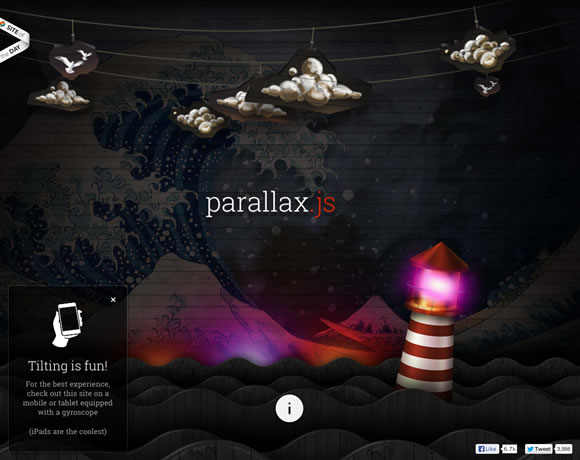 SITE of
the DAY
parallax.js
×
Tilting is fun!
For the best experience,
check out this site on a
mobile or tablet equipped
with a gyroscope
(iPads are the coolest)
i
Like 6.7k Tweet 3,986